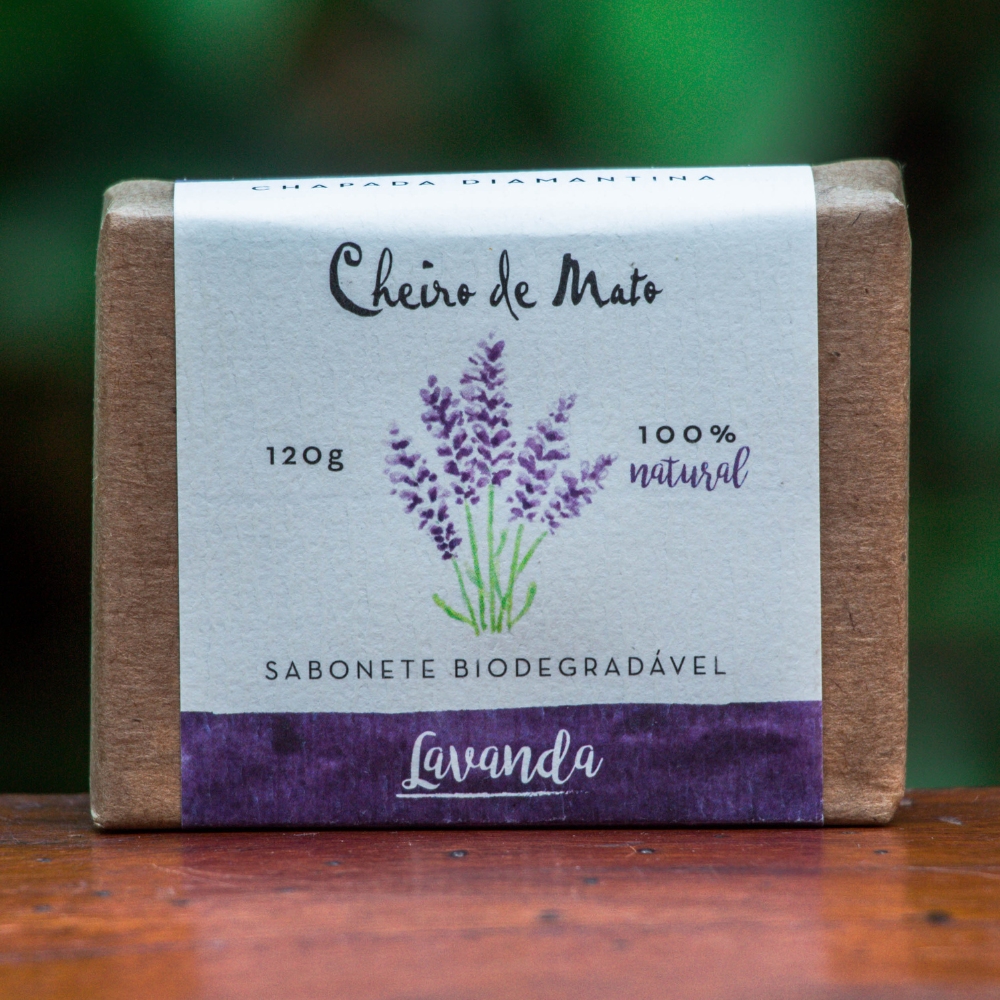 CHAPADA DIAMANTINA
Cheiro de Mato
120g
100%
natural
SABONETE BIODEGRADÁVEL
Lavanda